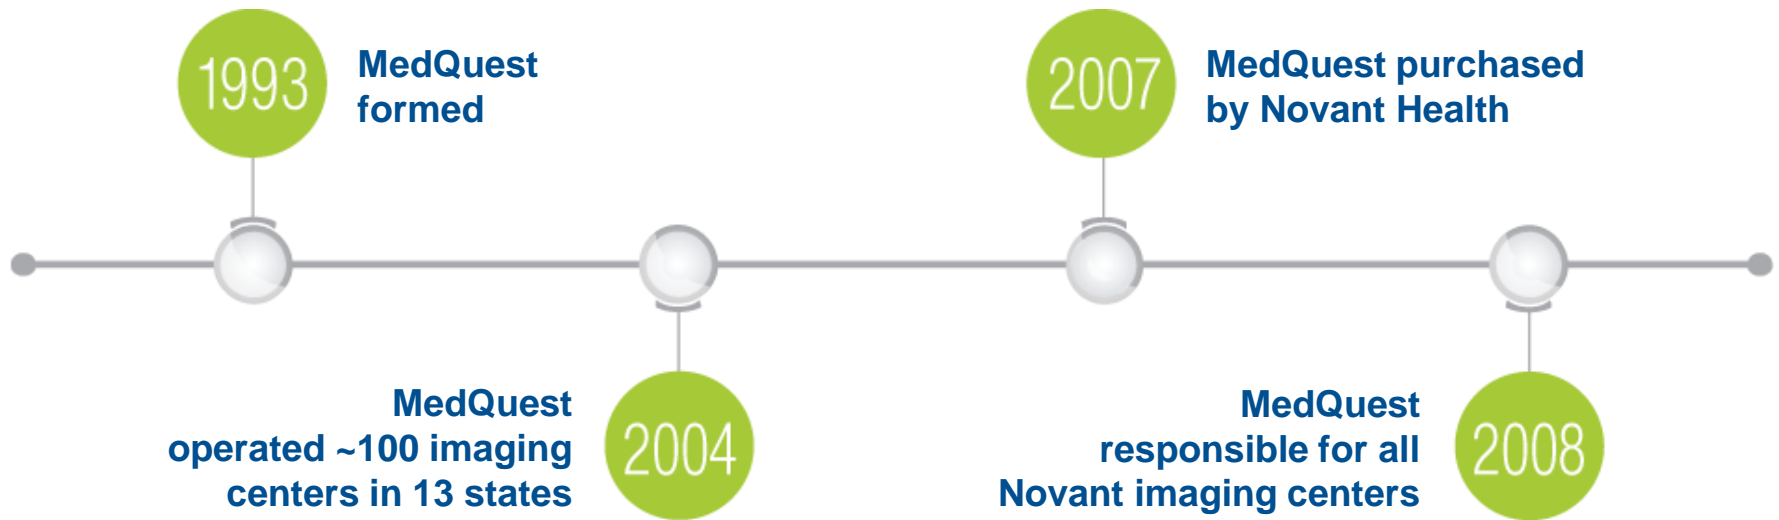 1993
MedQuest
formed
2007
MedQuest purchased
by Novant Health
MedQuest
operated ~100 imaging
centers in 13 states
2004
MedQuest
responsible for all
Novant imaging centers
2008